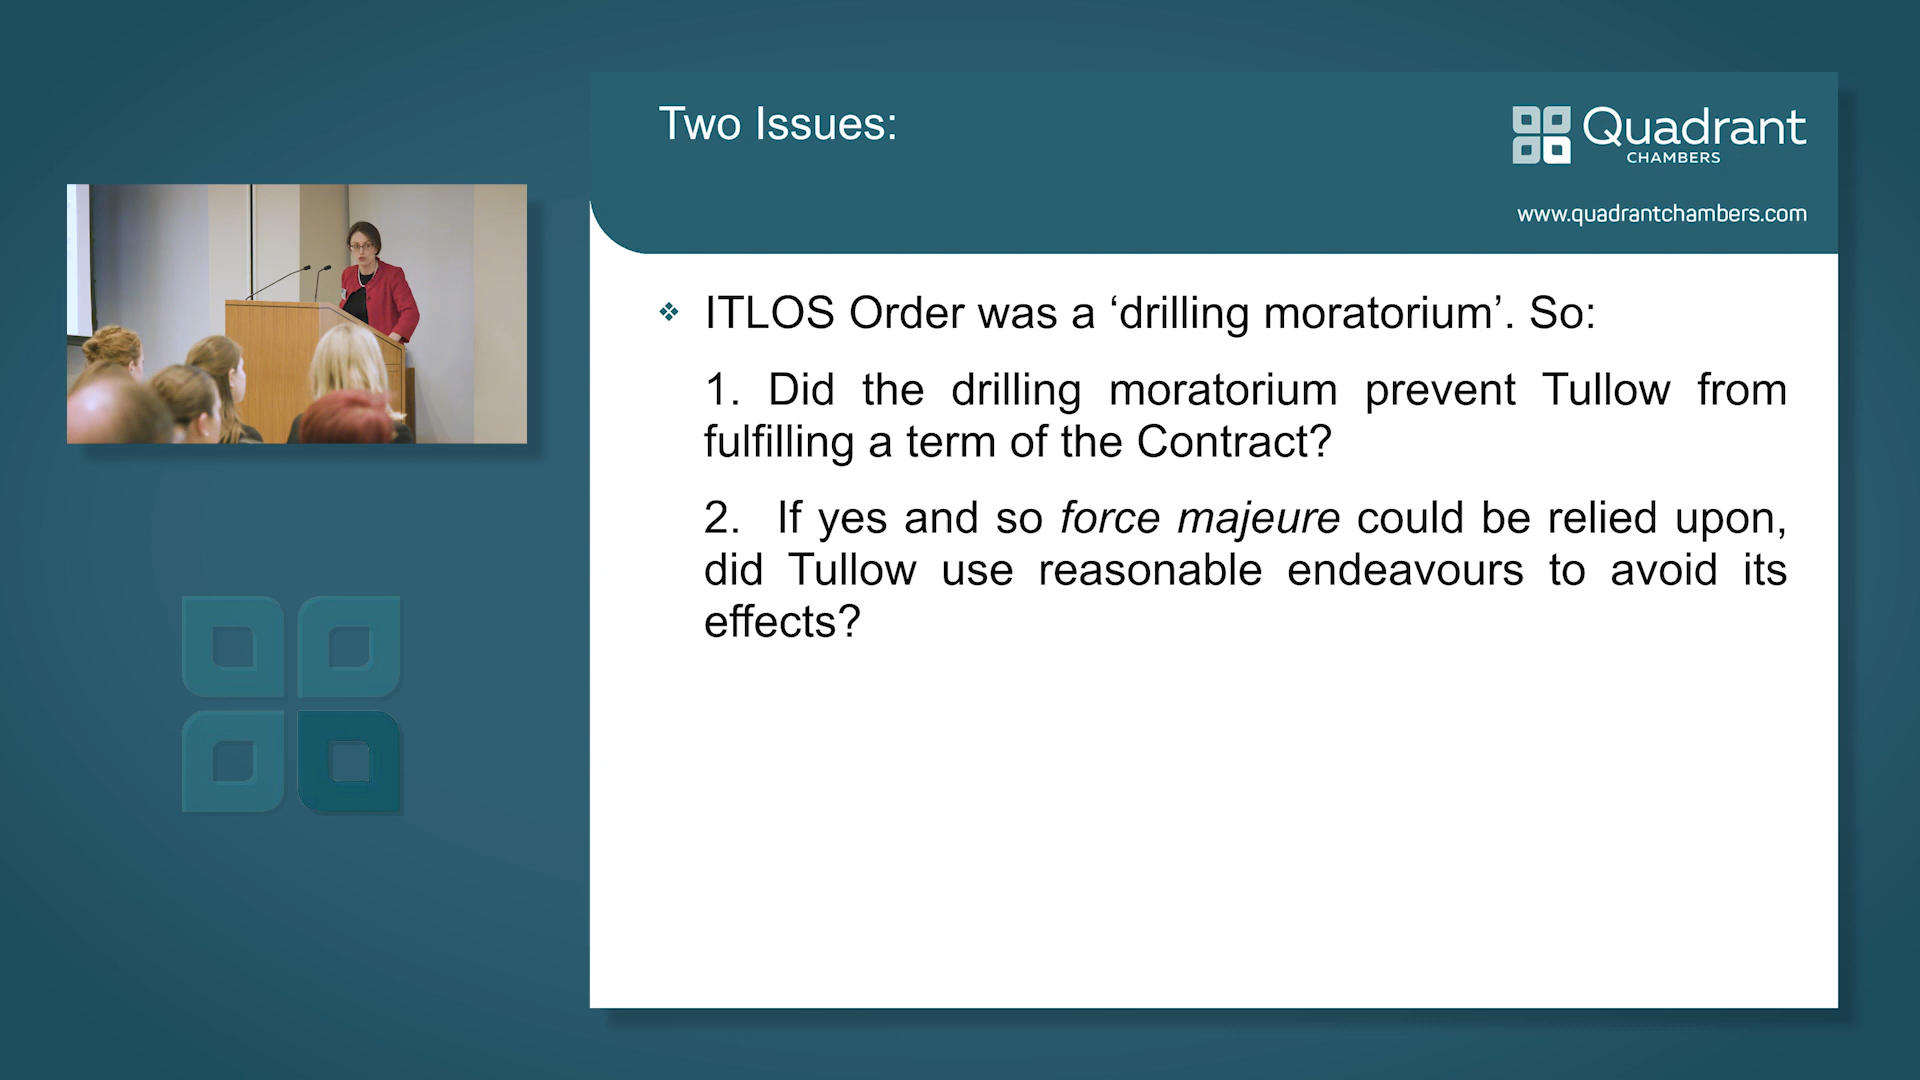 Two Issues:
Quadrant
CHAMBERS
www.quadrantchambers.com
ITLOS Order was a ‘drilling moratorium’. So:
1. Did the drilling moratorium prevent Tullow from
fulfilling a term of the Contract?
2. If yes and so force majeure could be relied upon,
did Tullow use reasonable endeavours to avoid its
effects?